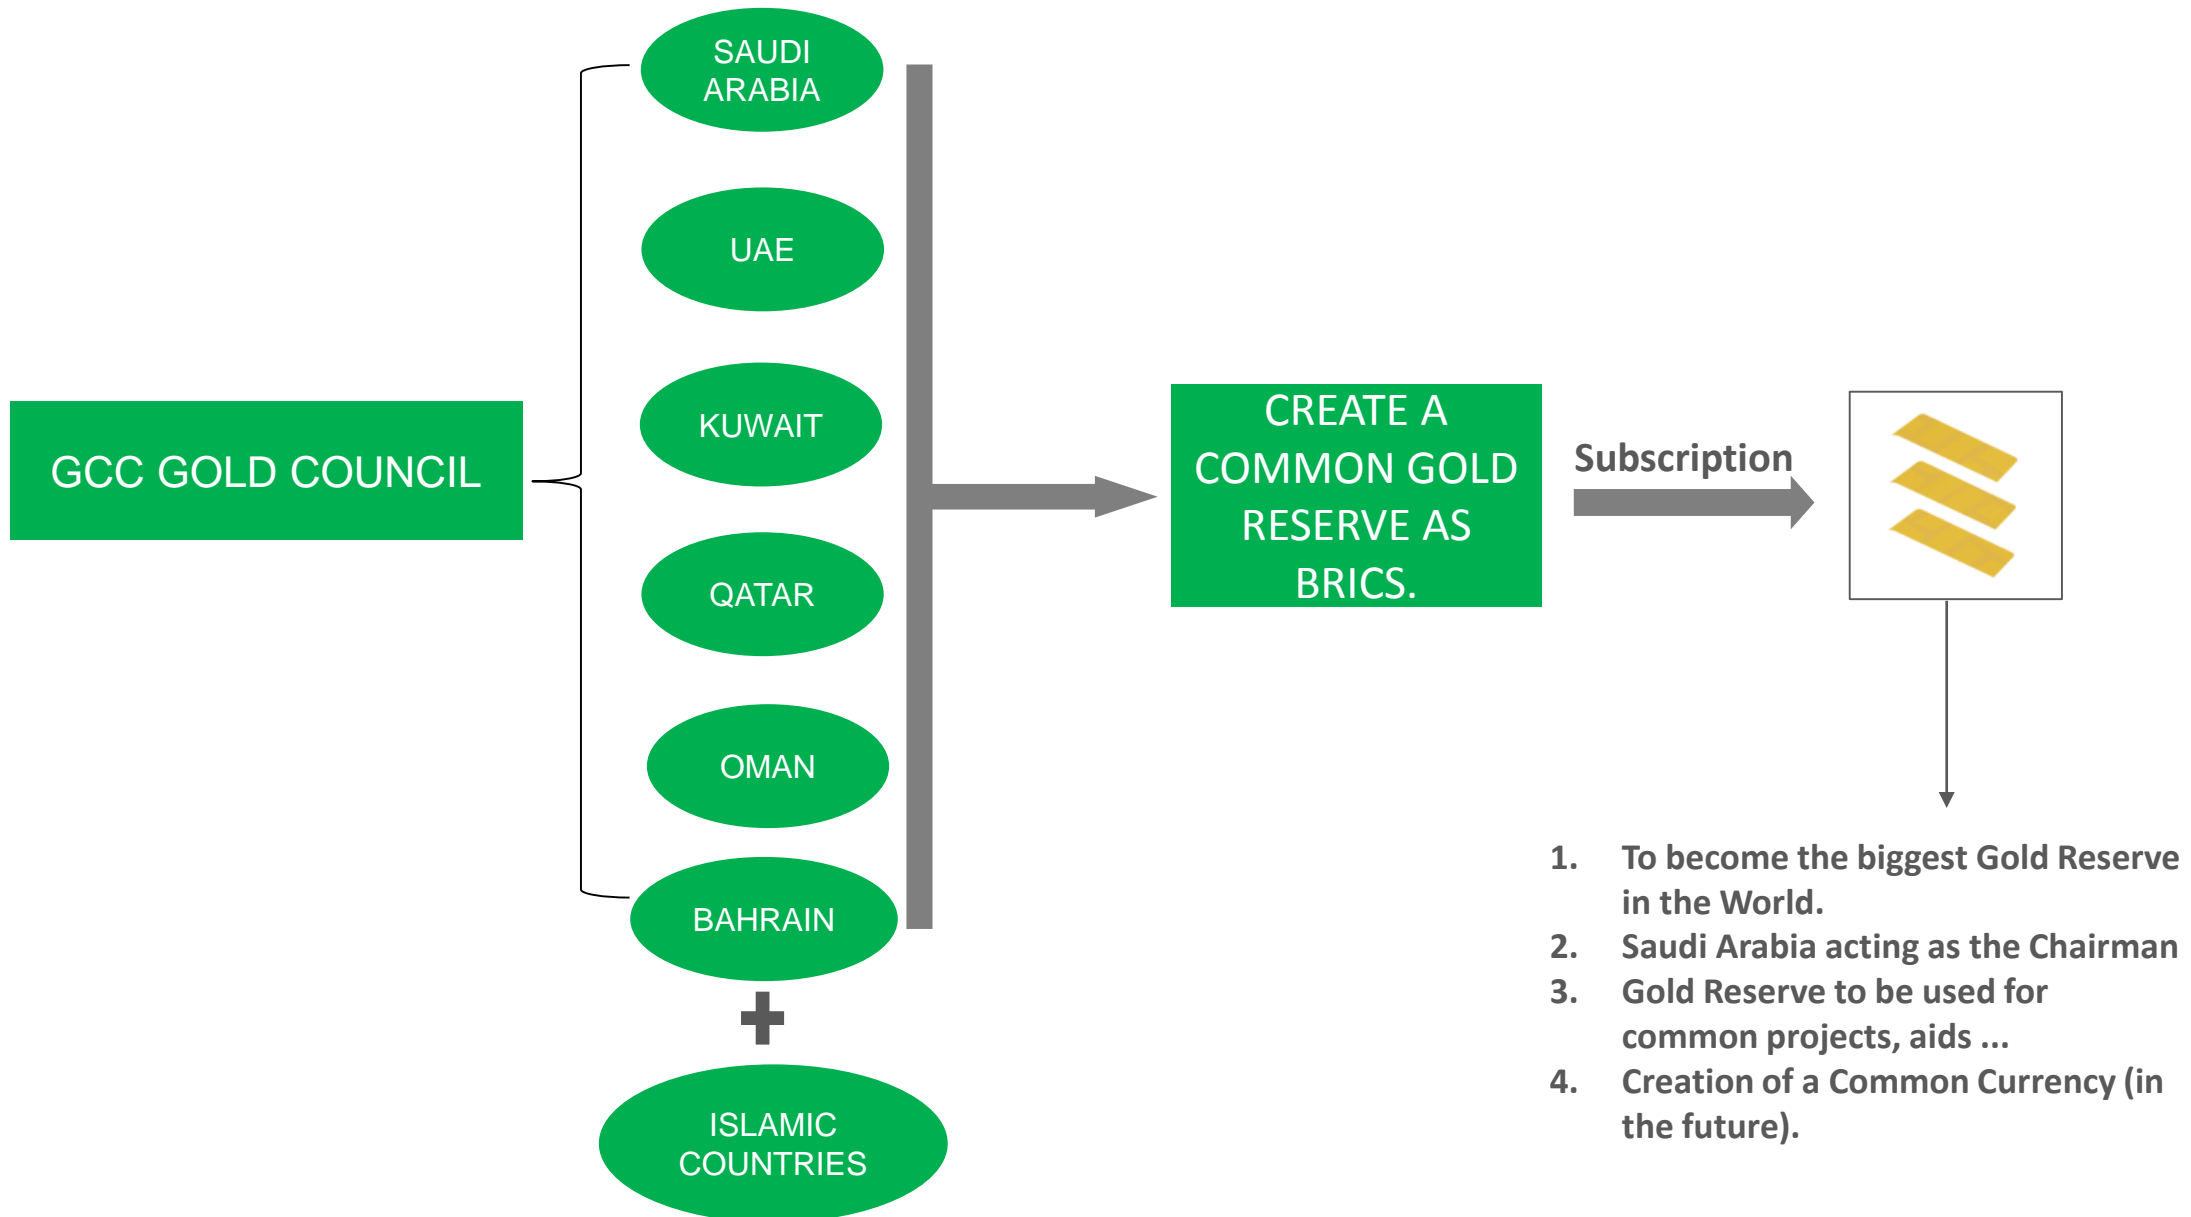 GCC GOLD COUNCIL
SAUDI
ARABIA
UAE
KUWAIT
QATAR
OMAN
BAHRAIN
ISLAMIC
COUNTRIES
CREATE A
COMMON GOLD
RESERVE AS
BRICS.
Subscription
1. To become the biggest Gold Reserve
in the World.
2. Saudi Arabia acting as the Chairman
3. Gold Reserve to be used for
common projects, aids ...
4. Creation of a Common Currency (in
the future).